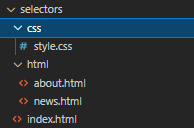 selectors
css
# style.css
html
<> about.html
<> news.html
<> index.html